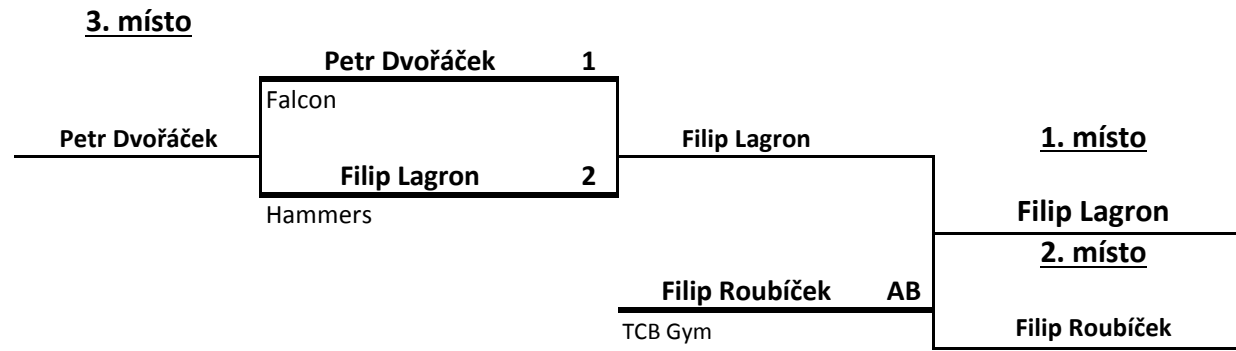 3. místo
Petr Dvořáček 1
Falcon
Petr Dvořáček
Filip Lagron
1. místo
Filip Lagron 2
Hammers
Filip Lagron
2. místo
Filip Roubíček AB
TCB Gym
Filip Roubíček